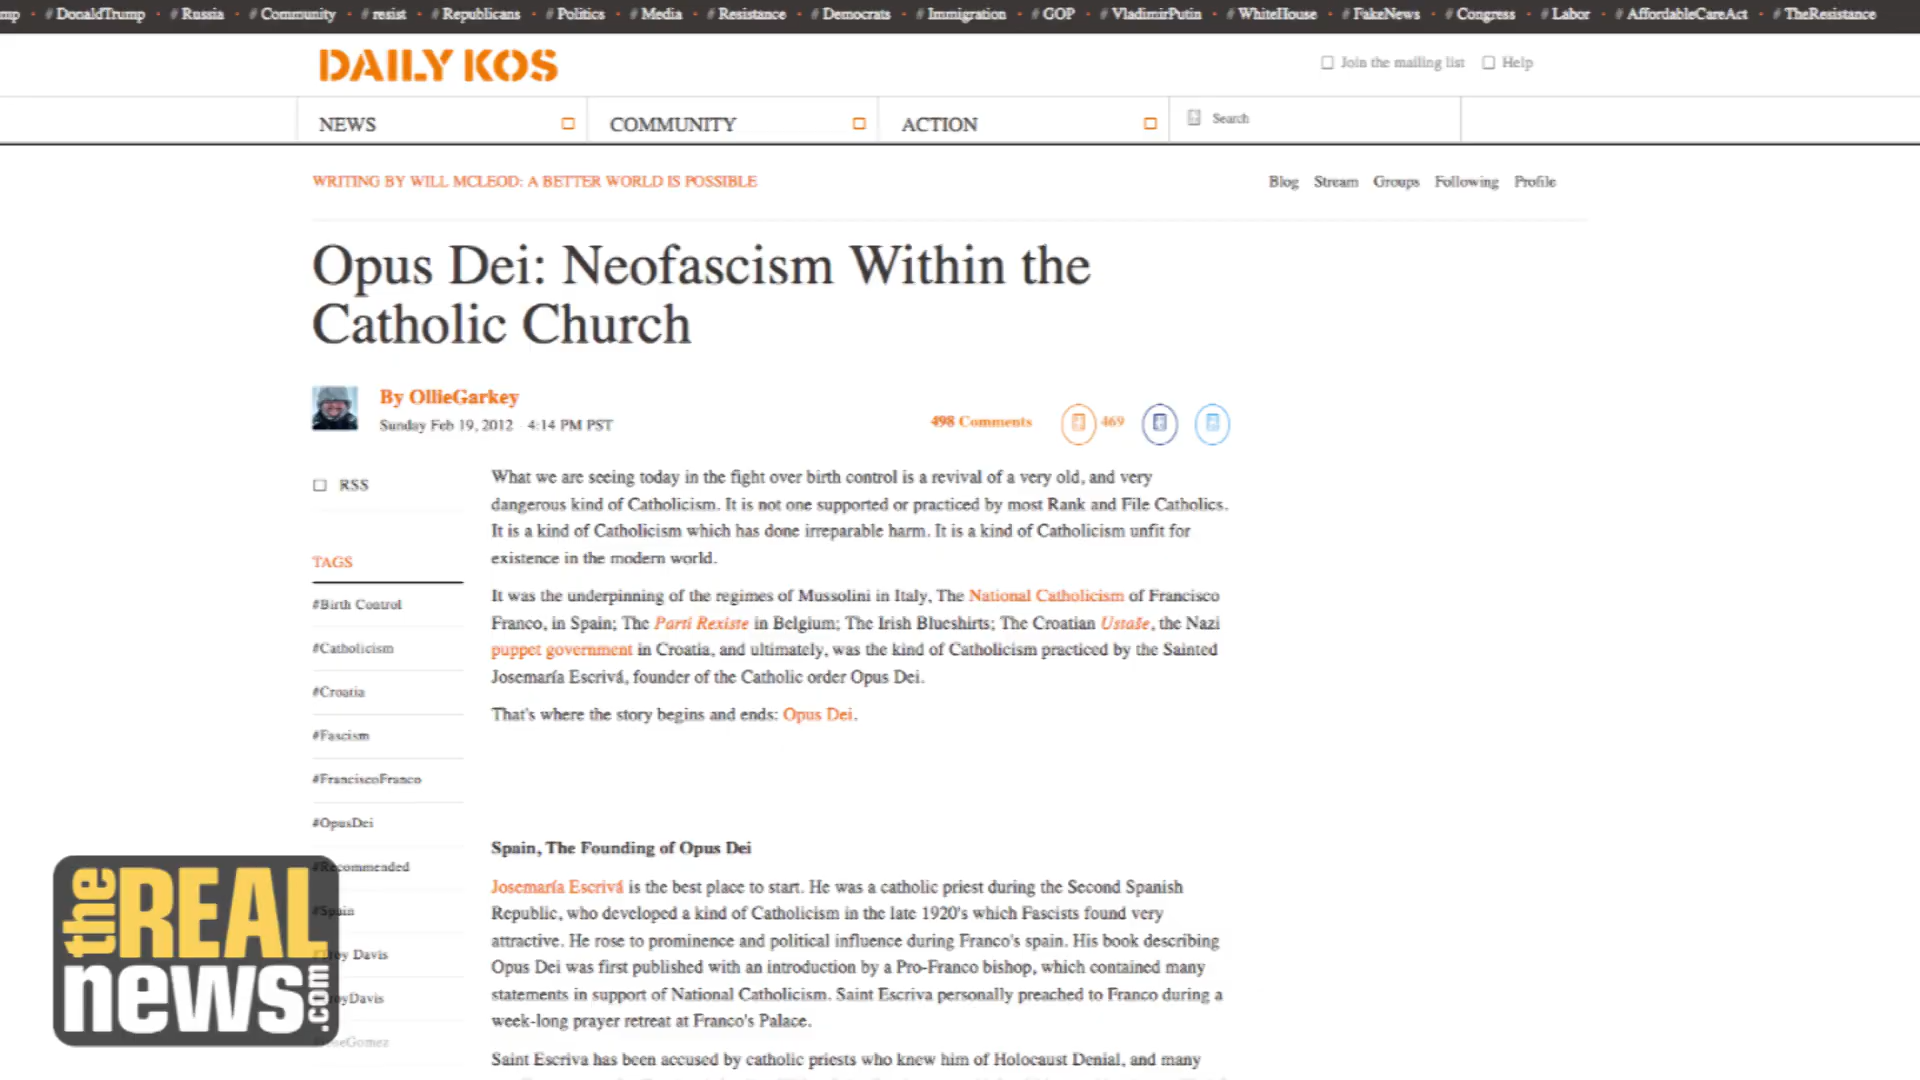 #DonaldTrump · #Russia · #Community · #resist · #Republicans · #Politics · #Media · #Resistance · #Democrats · #Immigration · #GOP · #VladimirPutin · #WhiteHouse · #FakeNews · #Congress · #Labor · #AffordableCareAct · #TheResistance
DAILY KOS
Join the mailing list Help
NEWS COMMUNITY ACTION Search
WRITING BY WILL MCLEOD: A BETTER WORLD IS POSSIBLE
Blog Stream Groups Following Profile
Opus Dei: Neofascism Within the
Catholic Church
By OllieGarkey
Sunday Feb 19, 2012 · 4:14 PM PST
498 Comments 469
RSS
TAGS
#Birth Control
#Catholicism
#Croatia
#Fascism
#FranciscoFranco
#OpusDei
#Recommended
#Spain
Davis
What we are seeing today in the fight over birth control is a revival of a very old, and very
dangerous kind of Catholicism. It is not one supported or practiced by most Rank and File Catholics.
It is a kind of Catholicism which has done irreparable harm. It is a kind of Catholicism unfit for
existence in the modern world.
It was the underpinning of the regimes of Mussolini in Italy, The National Catholicism of Francisco
Franco, in Spain; The Parti Rexiste in Belgium; The Irish Blueshirts; The Croatian Ustaše, the Nazi
puppet government in Croatia, and ultimately, was the kind of Catholicism practiced by the Sainted
Josemaría Escrivá, founder of the Catholic order Opus Dei.
That's where the story begins and ends: Opus Dei.
Spain, The Founding of Opus Dei
Josemaría Escrivá is the best place to start. He was a catholic priest during the Second Spanish
Republic, who developed a kind of Catholicism in the late 1920's which Fascists found very
attractive. He rose to prominence and political influence during Franco's spain. His book describing
Opus Dei was first published with an introduction by a Pro-Franco bishop, which contained many
statements in support of National Catholicism. Saint Escriva personally preached to Franco during a
week-long prayer retreat at Franco's Palace.
Saint Escriva has been accused by catholic priests who knew him of Holocaust Denial, and many
the REAL
news.com